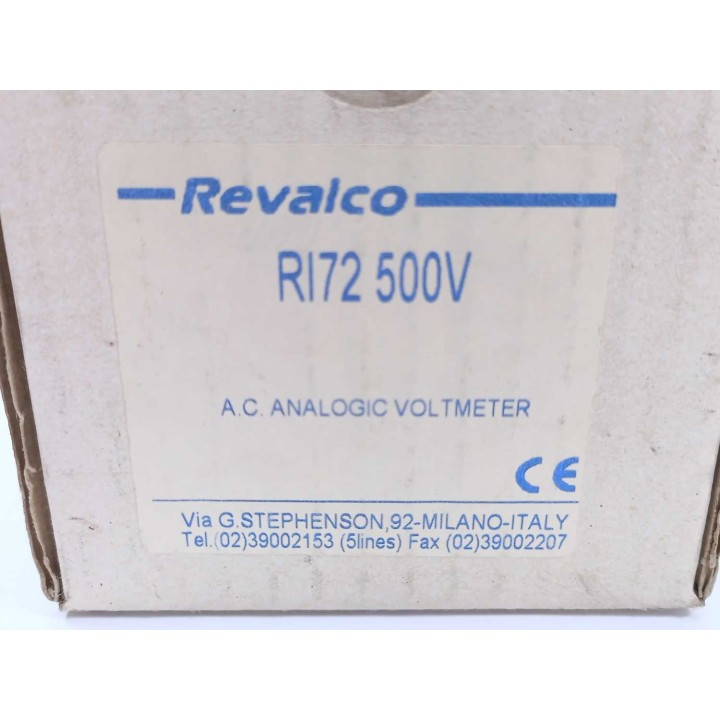 Revalco
RI72 500V
A.C. ANALOGIC VOLTMETER
CE
Via G.STEPHENSON,92-MILANO-ITALY
Tel.(02)39002153 (5lines) Fax (02)39002207